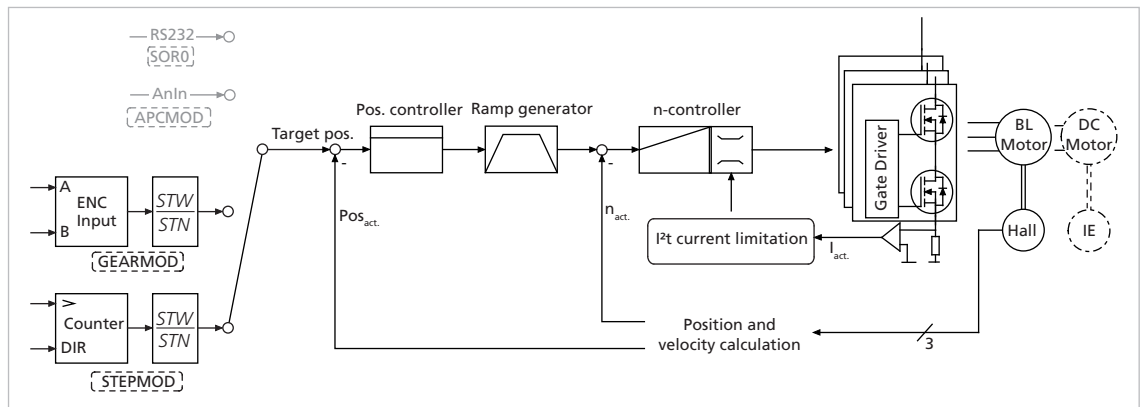 RS232
SOR0
AnIn
APCMOD
Target pos.
Pos. controller
Ramp generator
n-controller
-
-
Gate Driver
BL
Motor
DC
Motor
Hall
IE
A
B
ENC
Input
STW
STN
GEARMOD
Pos act.
n act.
I²t current limitation
I act.
>
Counter
DIR
STW
STN
STEPMOD
Position and
velocity calculation
3